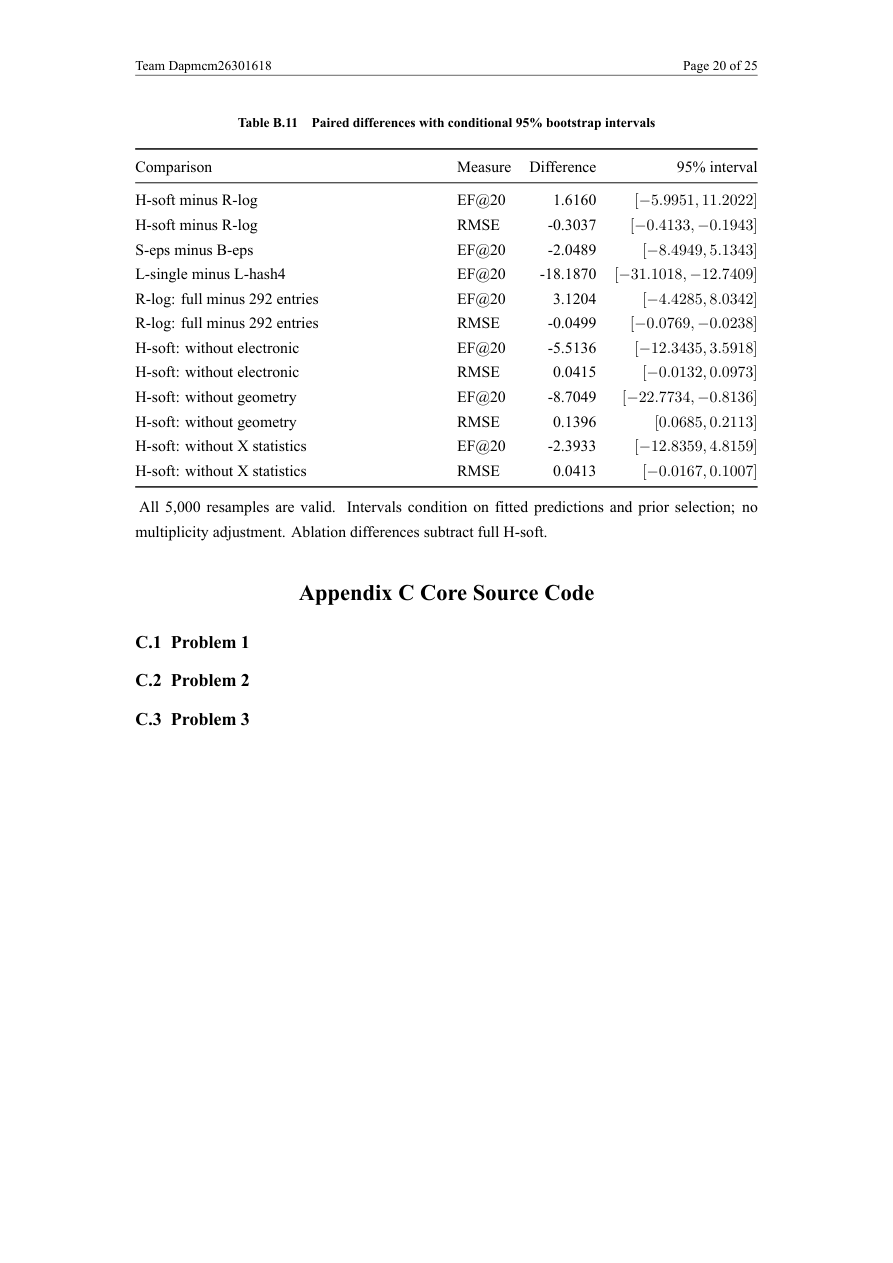 Team Dapmcm26301618 Page 20 of 25
Table B.11 Paired differences with conditional 95% bootstrap intervals
Comparison Measure Difference 95% interval
H-soft minus R-log EF@20 1.6160 [−5.9951, 11.2022]
H-soft minus R-log RMSE -0.3037 [−0.4133, −0.1943]
S-eps minus B-eps EF@20 -2.0489 [−8.4949, 5.1343]
L-single minus L-hash4 EF@20 -18.1870 [−31.1018, −12.7409]
R-log: full minus 292 entries EF@20 3.1204 [−4.4285, 8.0342]
R-log: full minus 292 entries RMSE -0.0499 [−0.0769, −0.0238]
H-soft: without electronic EF@20 -5.5136 [−12.3435, 3.5918]
H-soft: without electronic RMSE 0.0415 [−0.0132, 0.0973]
H-soft: without geometry EF@20 -8.7049 [−22.7734, −0.8136]
H-soft: without geometry RMSE 0.1396 [0.0685, 0.2113]
H-soft: without X statistics EF@20 -2.3933 [−12.8359, 4.8159]
H-soft: without X statistics RMSE 0.0413 [−0.0167, 0.1007]
All 5,000 resamples are valid. Intervals condition on fitted predictions and prior selection; no
multiplicity adjustment. Ablation differences subtract full H-soft.
Appendix C Core Source Code
C.1 Problem 1
C.2 Problem 2
C.3 Problem 3